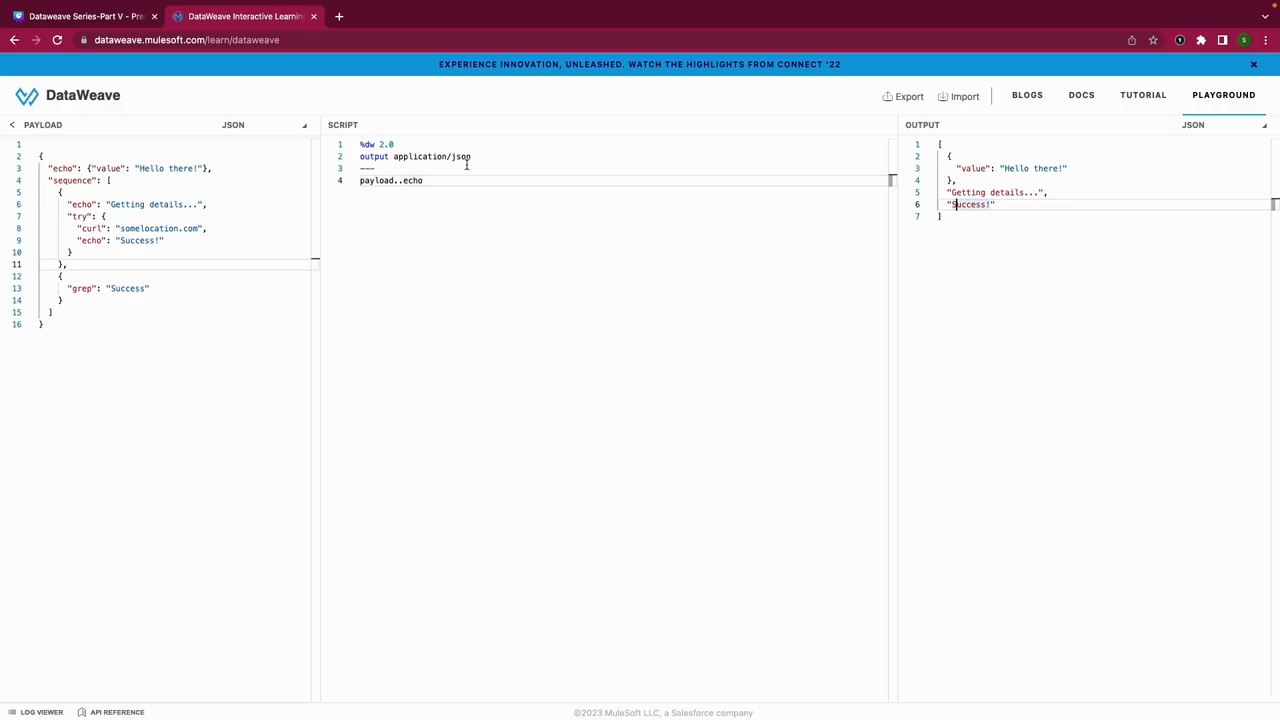 Dataweave Series-Part V - Pre
DataWeave Interactive Learnin
dataweave.mulesoft.com/learn/dataweave
EXPERIENCE INNOVATION, UNLEASHED. WATCH THE HIGHLIGHTS FROM CONNECT '22
DataWeave
Export
Import
BLOGS
DOCS
TUTORIAL
PLAYGROUND
PAYLOAD
JSON
1
2 {
3 "echo": {"value": "Hello there!"},
4 "sequence": [
5 {
6 "echo": "Getting details...",
7 "try": {
8 "curl": "somelocation.com",
9 "echo": "Success!"
10 }
11 },
12 {
13 "grep": "Success"
14 }
15 ]
16 }
SCRIPT
1 %dw 2.0
2 output application/json
3 ---
4 payload..echo
OUTPUT
JSON
1 [
2 {
3 "value": "Hello there!"
4 },
5 "Getting details...",
6 "Success!"
7 ]
LOG VIEWER
API REFERENCE
©2023 MuleSoft LLC, a Salesforce company